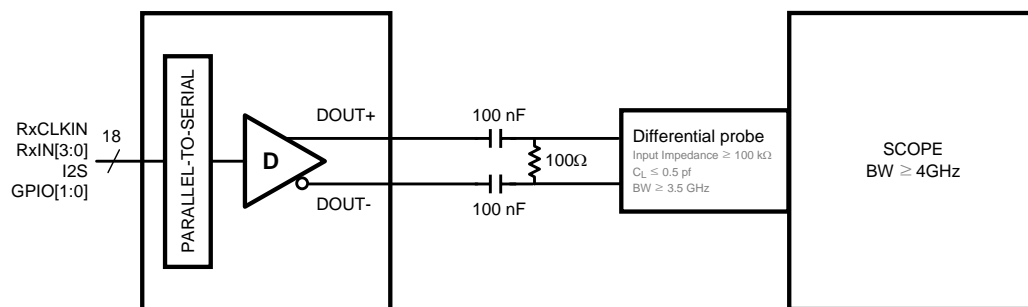 RxCLKIN
RxIN[3:0]
I2S
GPIO[1:0]
18
PARALLEL-TO-SERIAL
D
DOUT+
DOUT-
100 nF
100Ω
100 nF
Differential probe
Input Impedance ≥ 100 kΩ
CL ≤ 0.5 pf
BW ≥ 3.5 GHz
SCOPE
BW ≥ 4GHz